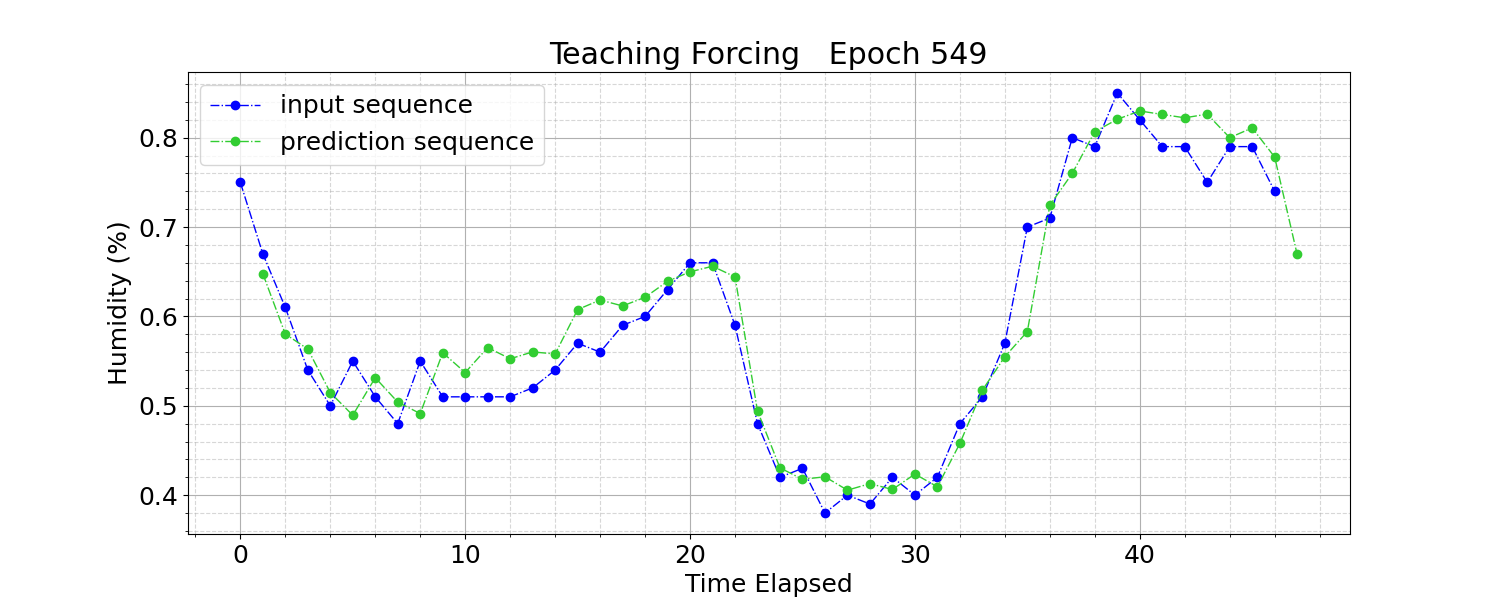 Teaching Forcing   Epoch 549
input sequence
prediction sequence
Humidity (%)
0.8
0.7
0.6
0.5
0.4
0 10 20 30 40
Time Elapsed